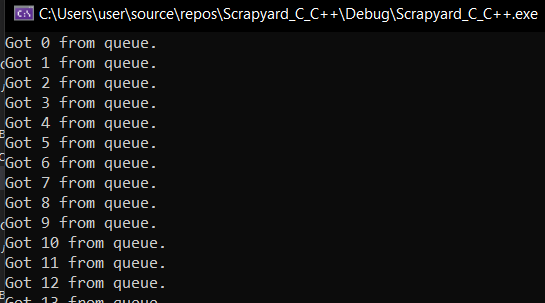 C:\Users\user\source\repos\Scrapyard_C_C++\Debug\Scrapyard_C_C++.exe
Got 0 from queue.
Got 1 from queue.
Got 2 from queue.
Got 3 from queue.
Got 4 from queue.
Got 5 from queue.
Got 6 from queue.
Got 7 from queue.
Got 8 from queue.
Got 9 from queue.
Got 10 from queue.
Got 11 from queue.
Got 12 from queue.
Got 13 from queue.